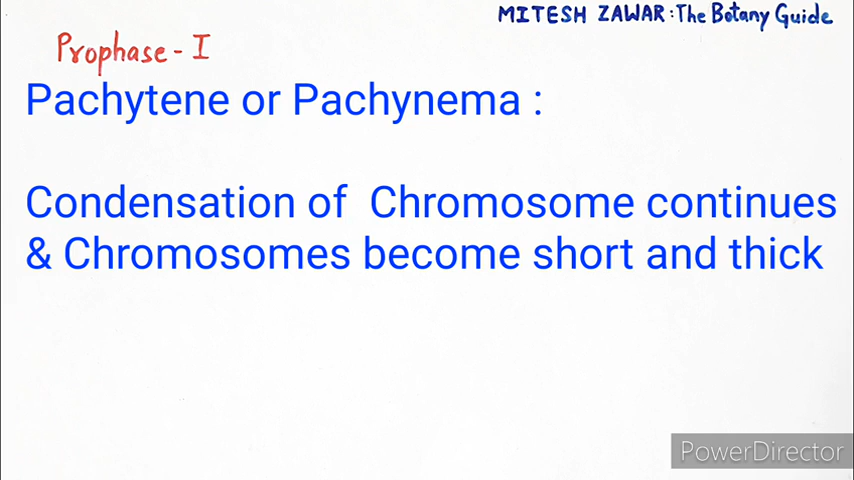 MITESH ZAWAR: The Botany Guide
Prophase - I
Pachytene or Pachynema :
Condensation of Chromosome continues
& Chromosomes become short and thick
PowerDirector